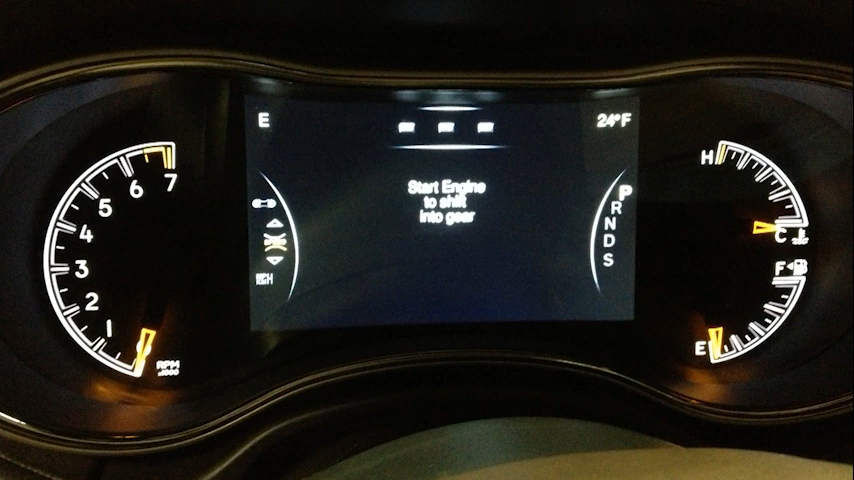 E
24°F
Start Engine
to shift
into gear
P
R
N
D
S
7
6
5
4
3
2
1
RPM
x1000
H
C
F
E